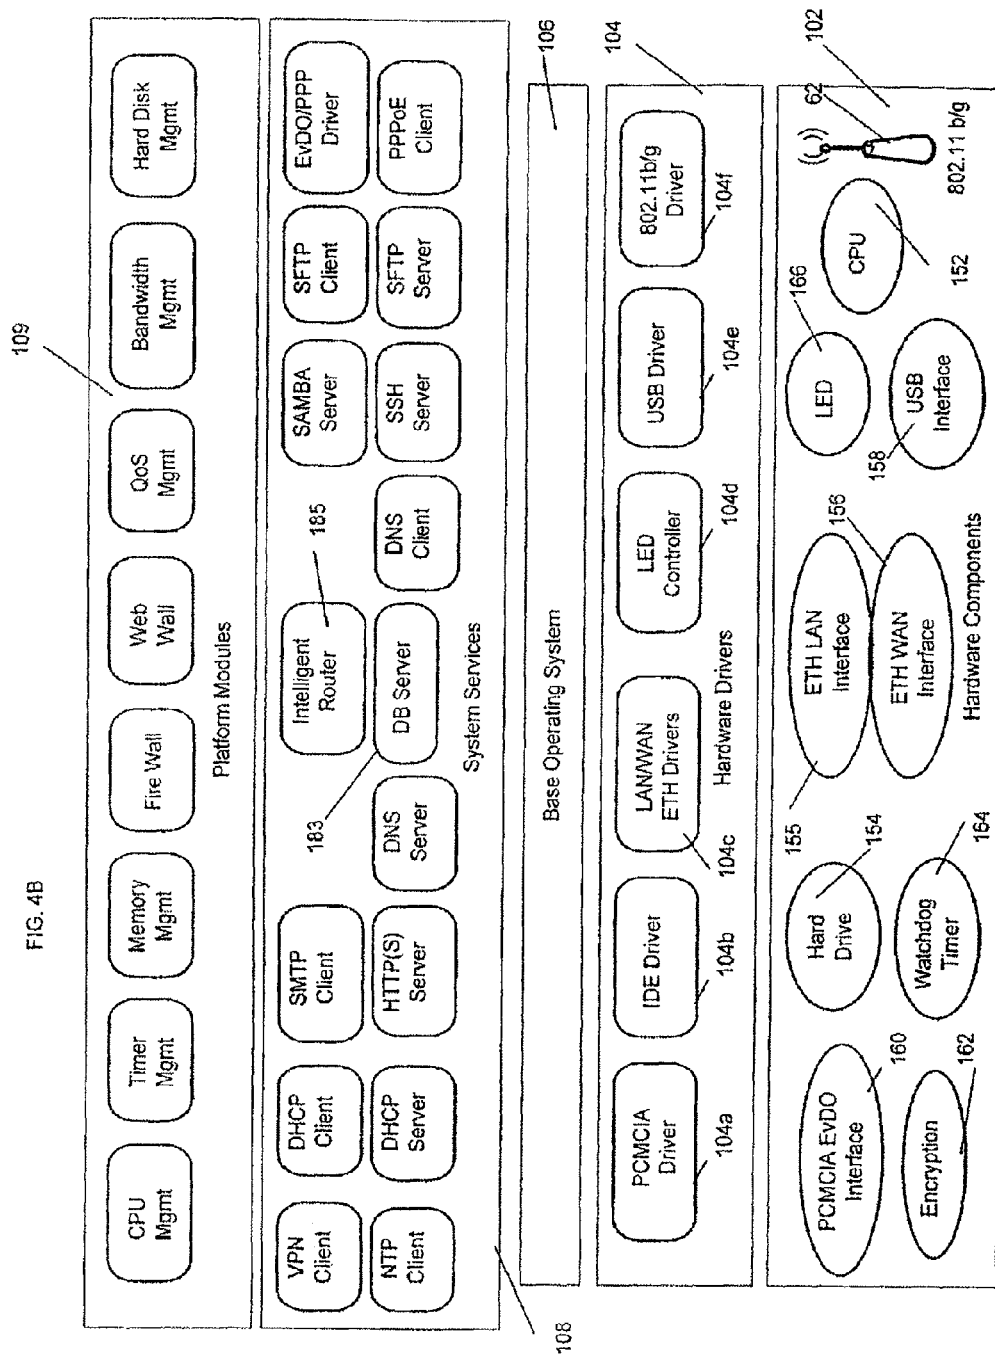 FIG. 4B
109
CPU
Mgmt
Timer
Mgmt
Memory
Mgmt
Fire Wall
Web
Wall
QoS
Mgmt
Bandwidth
Mgmt
Hard Disk
Mgmt
Platform Modules
VPN
Client
DHCP
Client
SMTP
Client
183
Intelligent
Router
185
SAMBA
Server
SFTP
Client
EvDO/PPP
Driver
NTP
Client
DHCP
Server
HTTP(S)
Server
DNS
Server
DB Server
DNS
Client
SSH
Server
SFTP
Server
PPPoE
Client
System Services
108
Base Operating System
106
PCMCIA
Driver
IDE Driver
LAN/WAN
ETH Drivers
LED
Controller
USB Driver
802.11b/g
Driver
104
104a
104b
104c
104d
104e
104f
Hardware Drivers
155
154
156
166
62
102
PCMCIA EvDO
Interface
Hard
Drive
ETH LAN
Interface
LED
CPU
160
164
158
152
Encryption
162
Watchdog
Timer
ETH WAN
Interface
USB
Interface
802.11 b/g
Hardware Components